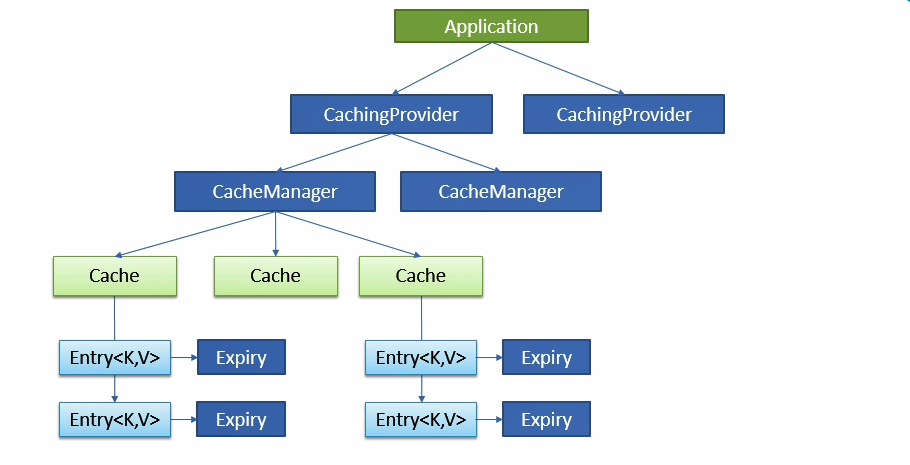 Application
CachingProvider
CachingProvider
CacheManager
CacheManager
Cache
Cache
Cache
Entry<K,V>
Expiry
Entry<K,V>
Expiry
Entry<K,V>
Expiry
Entry<K,V>
Expiry